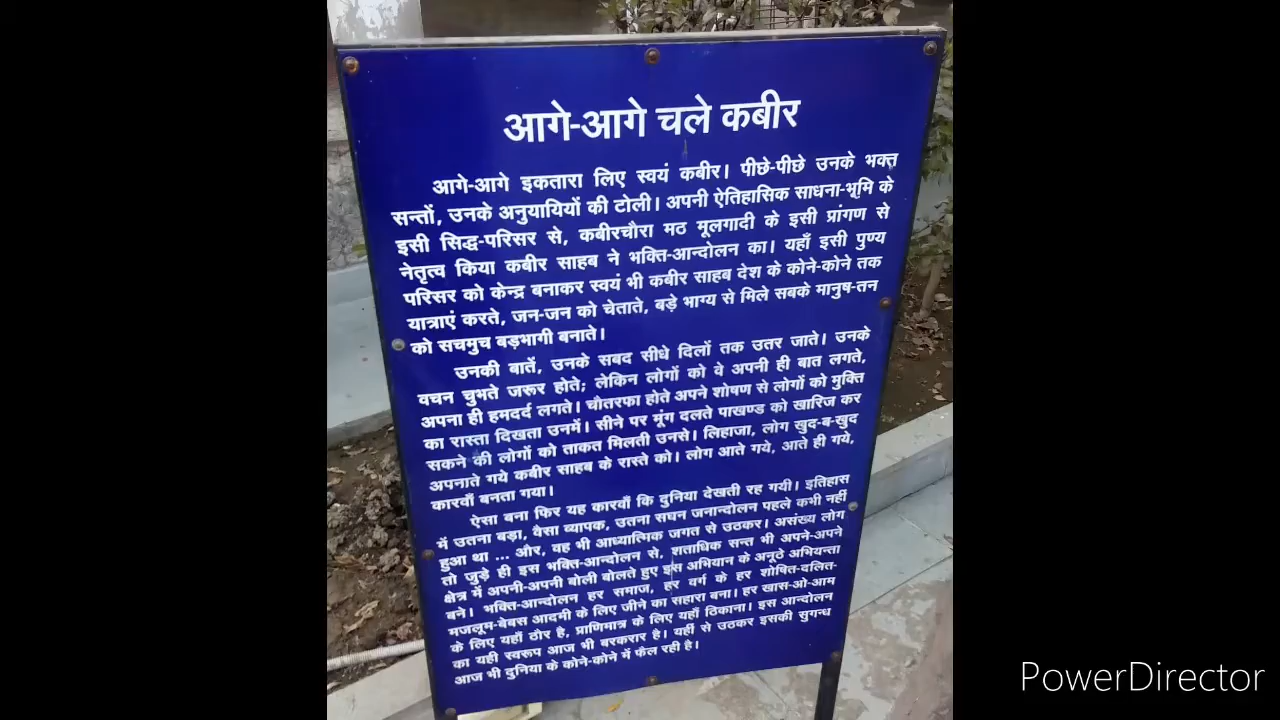 आगे-आगे चले कबीर
आगे-आगे इकतारा लिए स्वयं कबीर। पीछे-पीछे उनके भक्त
सन्तों, उनके अनुयायियों की टोली। अपनी ऐतिहासिक साधना-भूमि के
इसी सिद्ध-परिसर से, कबीरचौरा मठ मूलगादी के इसी प्रांगण से
नेतृत्व किया कबीर साहब ने भक्ति-आन्दोलन का। यहाँ इसी पुण्य
परिसर को केन्द्र बनाकर स्वयं भी कबीर साहब देश के कोने-कोने तक
यात्राएं करते, जन-जन को चेताते, बड़े भाग्य से मिले सबके मानुष-तन
को सचमुच बड़भागी बनाते।
उनकी बातें, उनके सबद सीधे दिलों तक उतर जाते। उनके
वचन चुभते जरूर होते; लेकिन लोगों को वे अपनी ही बात लगते,
अपना ही हमदर्द लगते। चौतरफा होते अपने शोषण से लोगों को मुक्ति
का रास्ता दिखता उनमें। सीने पर मूंग दलते पाखण्ड को खारिज कर
सकने की लोगों को ताकत मिलती उनसे। लिहाजा, लोग खुद-ब-खुद
अपनाते गये कबीर साहब के रास्ते को। लोग आते गये, आते ही गये,
कारवाँ बनता गया।
ऐसा बना फिर यह कारवाँ कि दुनिया देखती रह गयी। इतिहास
में उतना बड़ा, वैसा व्यापक, उतना सघन जनान्दोलन पहले कभी नहीं
हुआ था ... और, वह भी आध्यात्मिक जगत से उठकर। असंख्य लोग
तो जुड़े ही इस भक्ति-आन्दोलन से, शताधिक सन्त भी अपने-अपने
क्षेत्र में अपनी-अपनी बोली बोलते हुए इस अभियान के अनूठे अभियन्ता
बने। भक्ति-आन्दोलन हर समाज, हर वर्ग के हर शोषित-दलित-
मजलूम-बेबस आदमी के लिए जीने का सहारा बना। हर खास-ओ-आम
के लिए यहाँ ठौर है, प्राणिमात्र के लिए यहाँ ठिकाना। इस आन्दोलन
का यही स्वरूप आज भी बरकरार है। यहीं से उठकर इसकी सुगन्ध
आज भी दुनिया के कोने-कोने में फैल रही है।
PowerDirector